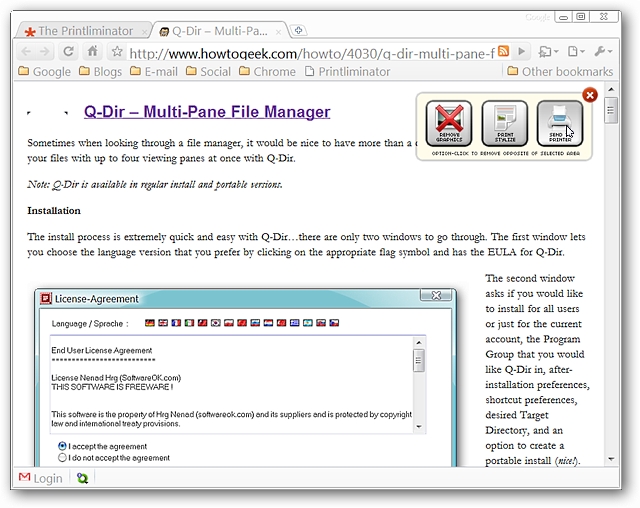 Google
The Printliminator
Q-Dir – Multi-Pa...
http://www.howtogeek.com/howto/4030/q-dir-multi-pane-f
Google Blogs E-mail Social Chrome Printliminator Other bookmarks
REMOVE GRAPHICS
PRINT STYLIZE
SEND PRINTER
OPTION-CLICK TO REMOVE OPPOSITE OF SELECTED AREA
Q-Dir – Multi-Pane File Manager
Sometimes when looking through a file manager, it would be nice to have more than a
your files with up to four viewing panes at once with Q-Dir.
Note: Q-Dir is available in regular install and portable versions.
Installation
The install process is extremely quick and easy with Q-Dir…there are only two windows to go through. The first window lets
you choose the language version that you prefer by clicking on the appropriate flag symbol and has the EULA for Q-Dir.
License-Agreement
Language / Sprache :
End User License Agreement
==========================
License Nenad Hrg (SoftwareOK.com)
THIS SOFTWARE IS FREEWARE !
This software is the property of Hrg Nenad (softwareok.com) and its suppliers and is protected by copyright
law and international treaty provisions.
I accept the agreement
I do not accept the agreement
The second window
asks if you would like
to install for all users
or just for the current
account, the Program
Group that you would
like Q-Dir in, after-
installation preferences,
shortcut preferences,
desired Target
Directory, and an
option to create a
portable install (nice!).
Login